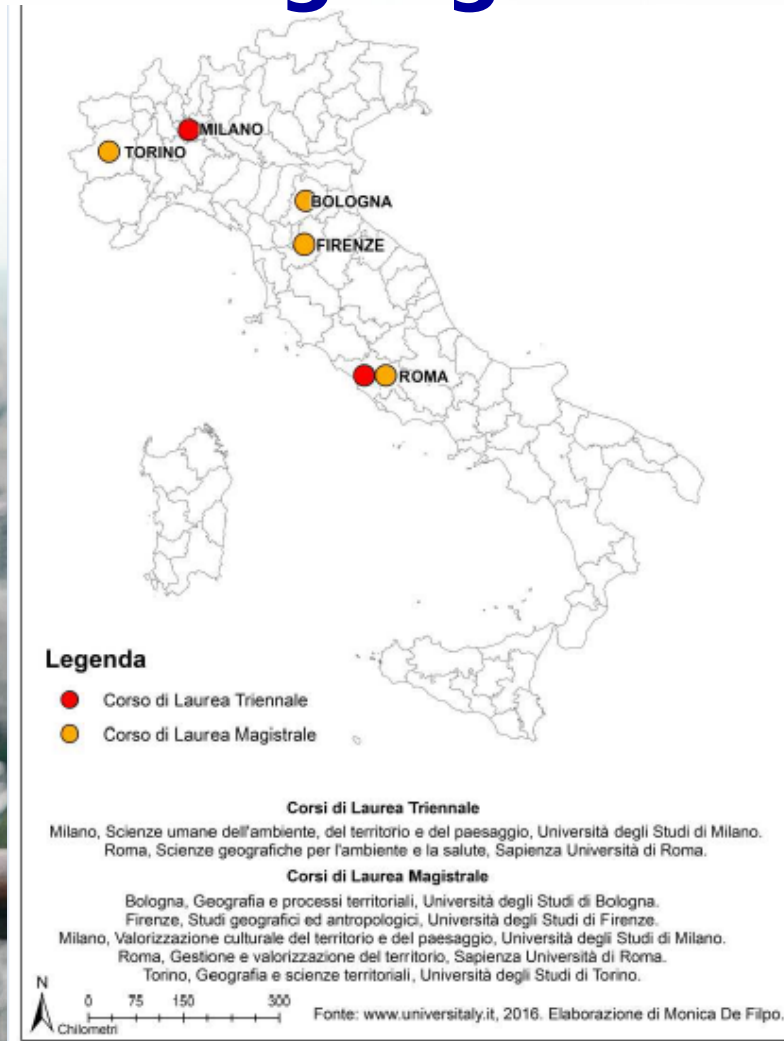 MILANO
TORINO
BOLOGNA
FIRENZE
ROMA
Legenda
Corso di Laurea Triennale
Corso di Laurea Magistrale
Corsi di Laurea Triennale
Milano, Scienze umane dell'ambiente, del territorio e del paesaggio, Università degli Studi di Milano.
Roma, Scienze geografiche per l'ambiente e la salute, Sapienza Università di Roma.
Corsi di Laurea Magistrale
Bologna, Geografia e processi territoriali, Università degli Studi di Bologna.
Firenze, Studi geografici ed antropologici, Università degli Studi di Firenze.
Milano, Valorizzazione culturale del territorio e del paesaggio, Università degli Studi di Milano.
Roma, Gestione e valorizzazione del territorio, Sapienza Università di Roma.
Torino, Geografia e scienze territoriali, Università degli Studi di Torino.
N
0 75 150 300
Chilometri
Fonte: www.universitaly.it, 2016. Elaborazione di Monica De Filpo.